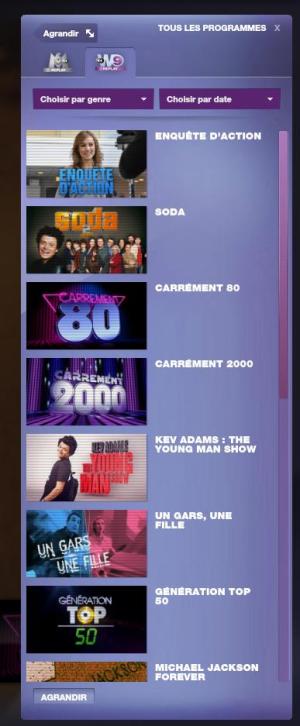 Agrandir
TOUS LES PROGRAMMES X
M6
REPLAY
W9
REPLAY
Choisir par genre
Choisir par date
ENQUÊTE
D'ACTION
ENQUÊTE D'ACTION
soda
SODA
CARRÉMENT
80
CARRÉMENT 80
CARRÉMENT
2000
CARRÉMENT 2000
KEV ADAMS
THE
YOUNG
MAN SHOW
KEV ADAMS : THE
YOUNG MAN SHOW
UN GARS
UNE FILLE
UN GARS, UNE
FILLE
GÉNÉRATION
TOP
50
GÉNÉRATION TOP
50
JACKSON
MICHAEL JACKSON
FOREVER
AGRANDIR